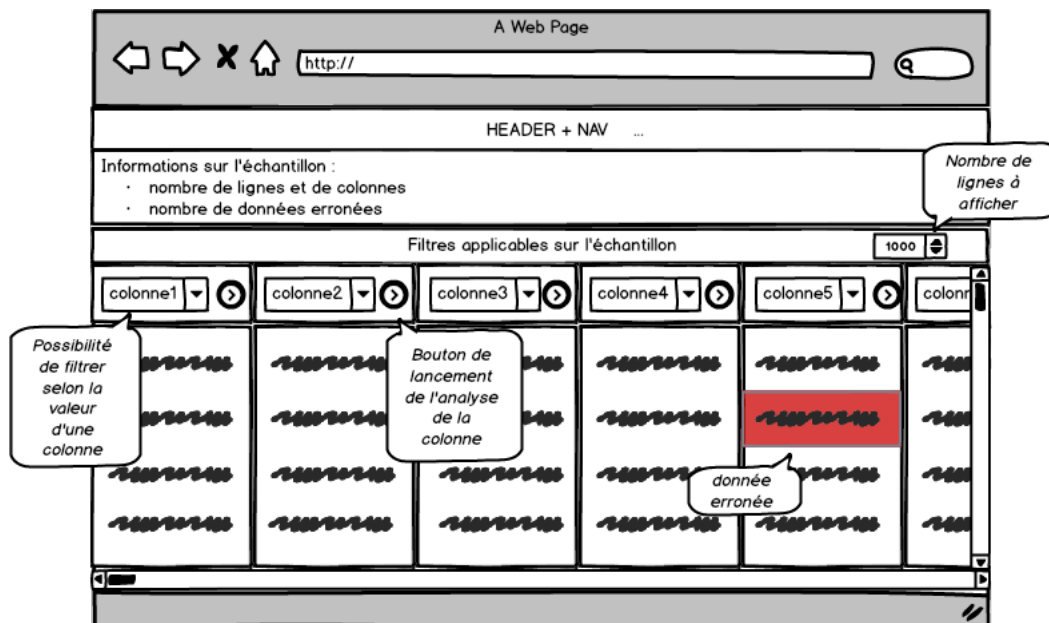 A Web Page
http://
HEADER + NAV ...
Informations sur l'échantillon :
· nombre de lignes et de colonnes
· nombre de données erronées
Nombre de
lignes à
afficher
Filtres applicables sur l'échantillon
1000
colonne1
colonne2
colonne3
colonne4
colonne5
colonn
Possibilité
de filtrer
selon la
valeur
d'une
colonne
Bouton de
lancement
de l'analyse
de la
colonne
donnée
erronée